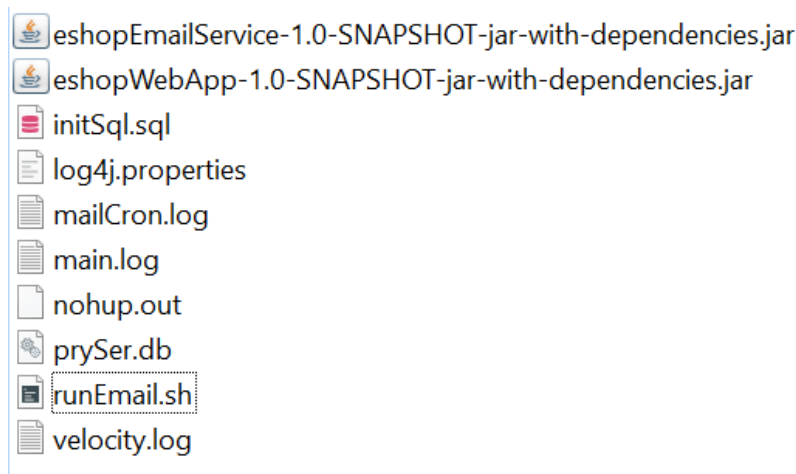 eshopEmailService-1.0-SNAPSHOT-jar-with-dependencies.jar
eshopWebApp-1.0-SNAPSHOT-jar-with-dependencies.jar
initSql.sql
log4j.properties
mailCron.log
main.log
nohup.out
prySer.db
runEmail.sh
velocity.log